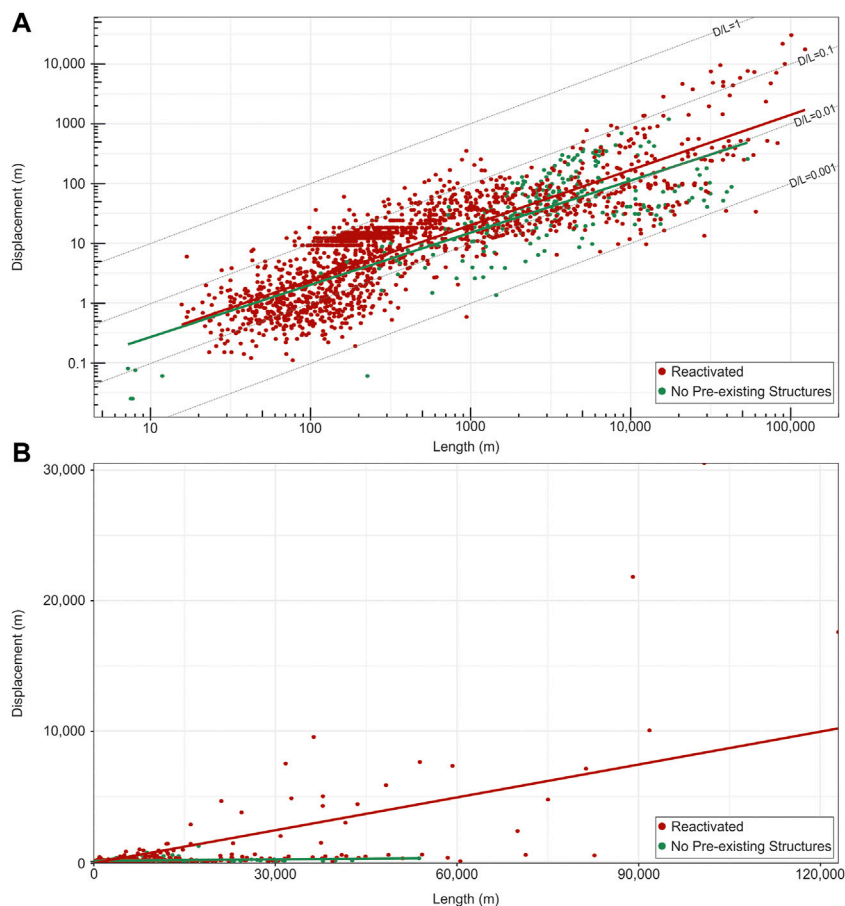 A
10,000
1000
100
10
1
0.1
Displacement (m)
D/L=1
D/L=0.1
D/L=0.01
D/L=0.001
Reactivated
No Pre-existing Structures
10
100
1000
10,000
100,000
Length (m)
B
30,000
20,000
10,000
0
Displacement (m)
Reactivated
No Pre-existing Structures
0
30,000
60,000
90,000
120,000
Length (m)